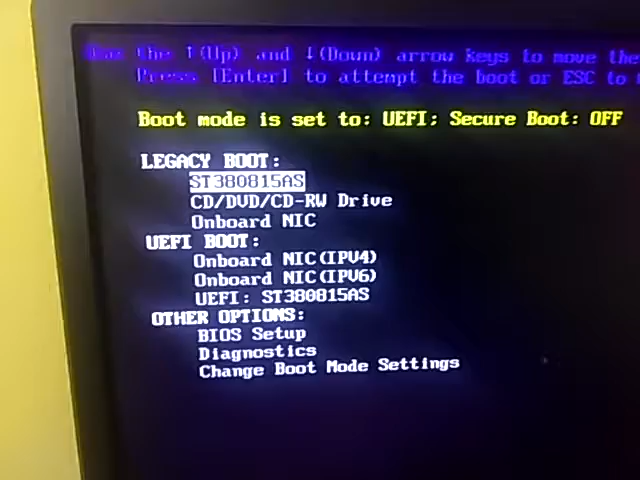 Use the ↑(Up) and ↓(Down) arrow keys to move the
Press [Enter] to attempt the boot or ESC to
Boot mode is set to: UEFI; Secure Boot: OFF
LEGACY BOOT:
ST380815AS
CD/DVD/CD-RW Drive
Onboard NIC
UEFI BOOT:
Onboard NIC(IPV4)
Onboard NIC(IPV6)
UEFI: ST380815AS
OTHER OPTIONS:
BIOS Setup
Diagnostics
Change Boot Mode Settings